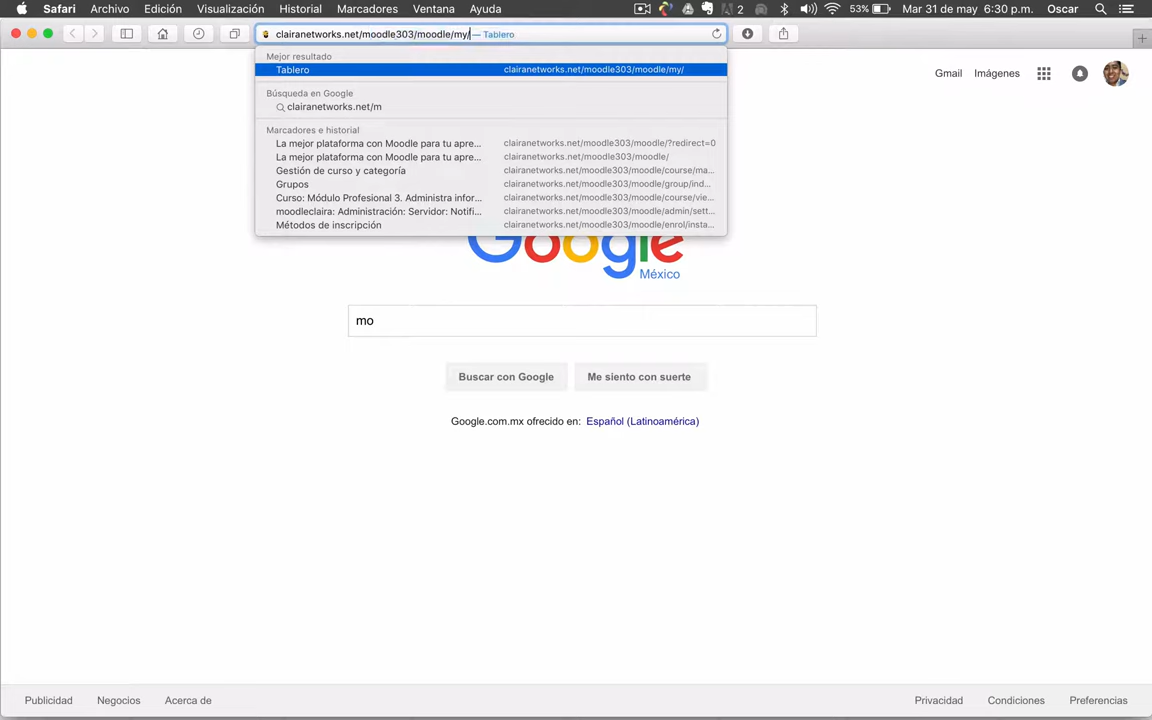 Safari Archivo Edición Visualización Historial Marcadores Ventana Ayuda 2 53% Mar 31 de may 6:30 p.m. Oscar
clairanetworks.net/moodle303/moodle/my/ — Tablero
Mejor resultado
Tablero clairanetworks.net/moodle303/moodle/my/
Búsqueda en Google
clairanetworks.net/m
Marcadores e historial
La mejor plataforma con Moodle para tu apre... clairanetworks.net/moodle303/moodle/?redirect=0
La mejor plataforma con Moodle para tu apre... clairanetworks.net/moodle303/moodle/
Gestión de curso y categoría clairanetworks.net/moodle303/moodle/course/ma...
Grupos clairanetworks.net/moodle303/moodle/group/ind...
Curso: Módulo Profesional 3. Administra infor... clairanetworks.net/moodle303/moodle/course/vie...
moodleclaira: Administración: Servidor: Notifi... clairanetworks.net/moodle303/moodle/admin/sett...
Métodos de inscripción clairanetworks.net/moodle303/moodle/enrol/insta...
Gmail Imágenes
Google
México
mo
Buscar con Google Me siento con suerte
Google.com.mx ofrecido en: Español (Latinoamérica)
Publicidad Negocios Acerca de Privacidad Condiciones Preferencias